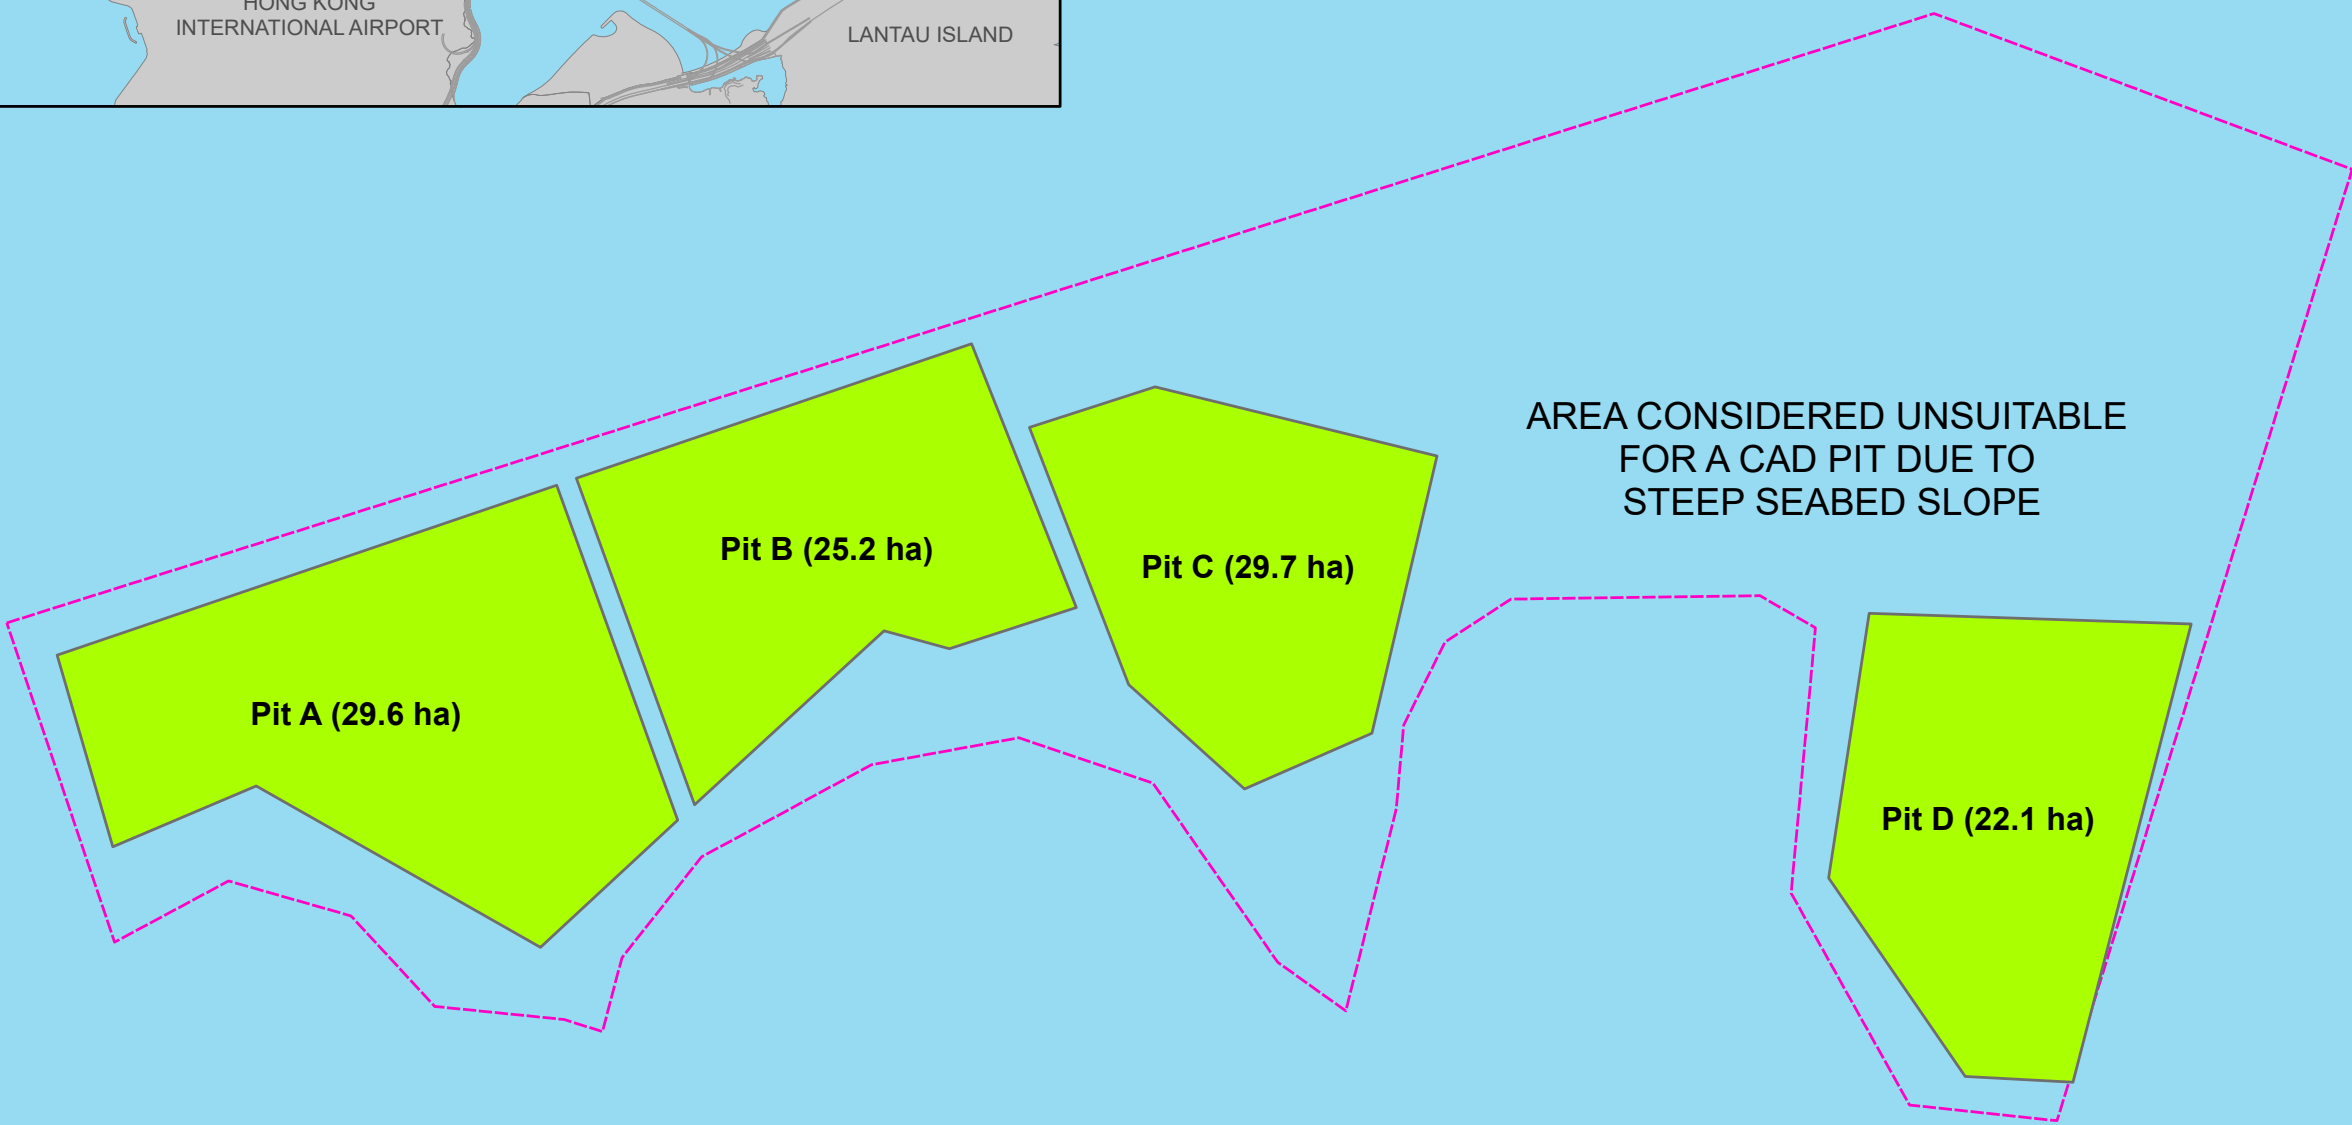 HONG KONG
INTERNATIONAL AIRPORT
LANTAU ISLAND
AREA CONSIDERED UNSUITABLE
FOR A CAD PIT DUE TO
STEEP SEABED SLOPE
Pit B (25.2 ha)
Pit C (29.7 ha)
Pit A (29.6 ha)
Pit D (22.1 ha)